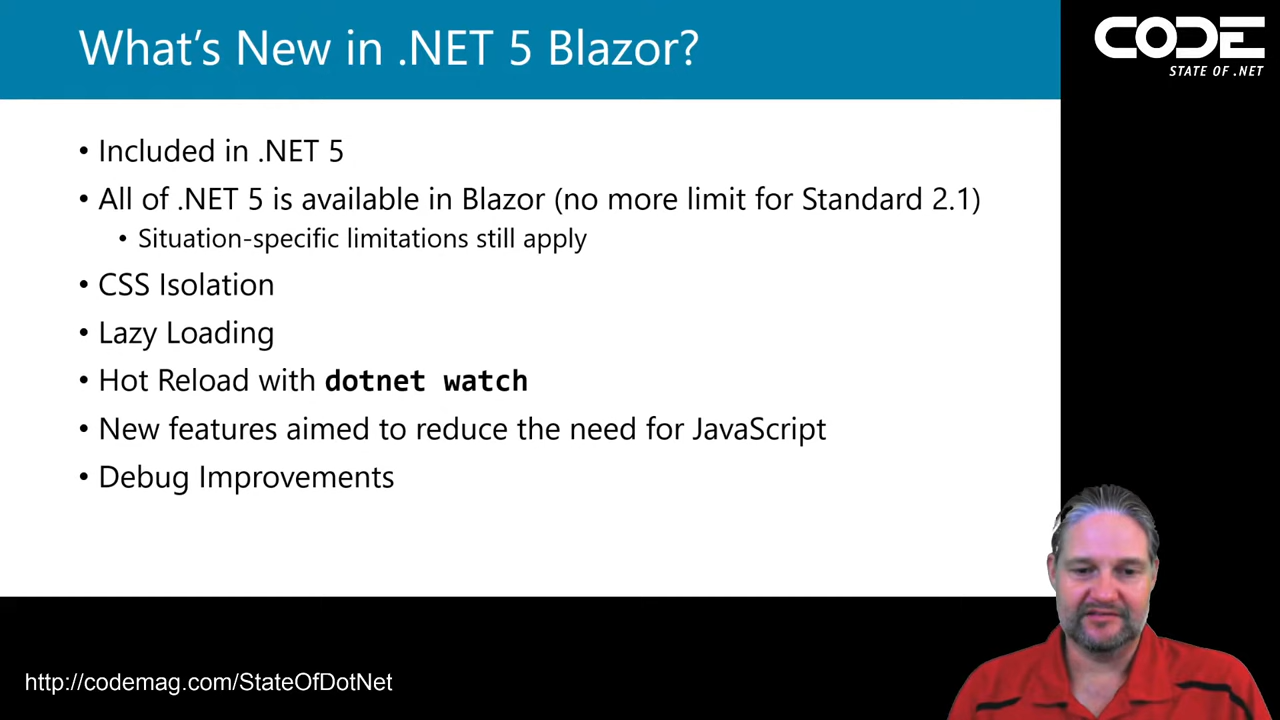 What's New in .NET 5 Blazor?
CODE
STATE OF .NET
• Included in .NET 5
• All of .NET 5 is available in Blazor (no more limit for Standard 2.1)
• Situation-specific limitations still apply
• CSS Isolation
• Lazy Loading
• Hot Reload with dotnet watch
• New features aimed to reduce the need for JavaScript
• Debug Improvements
http://codemag.com/StateOfDotNet